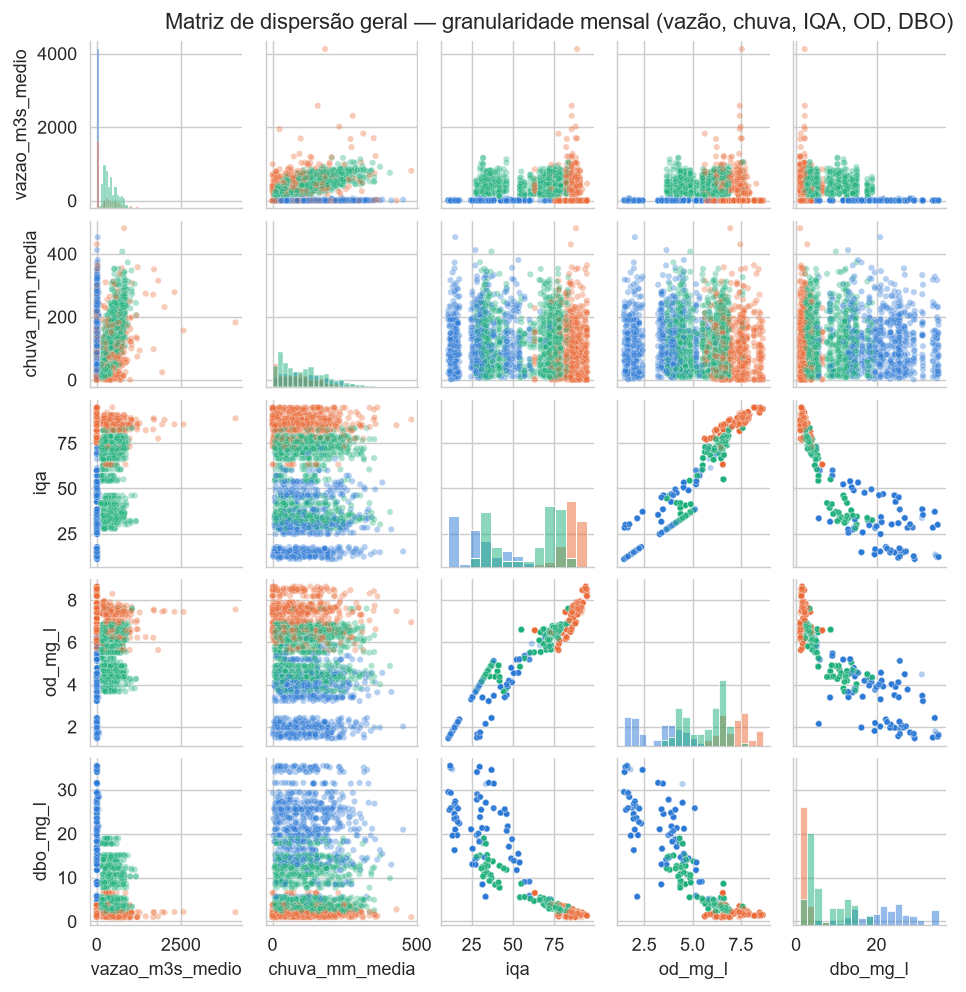 Matriz de dispersão geral — granularidade mensal (vazão, chuva, IQA, OD, DBO)
4000
2000
0
vazao_m3s_medio
400
200
0
chuva_mm_media
75
50
25
iqa
8
6
4
2
od_mg_l
30
20
10
0
dbo_mg_l
0 2500 0 500 25 50 75 2.5 5.0 7.5 0 20
vazao_m3s_medio chuva_mm_media iqa od_mg_l dbo_mg_l